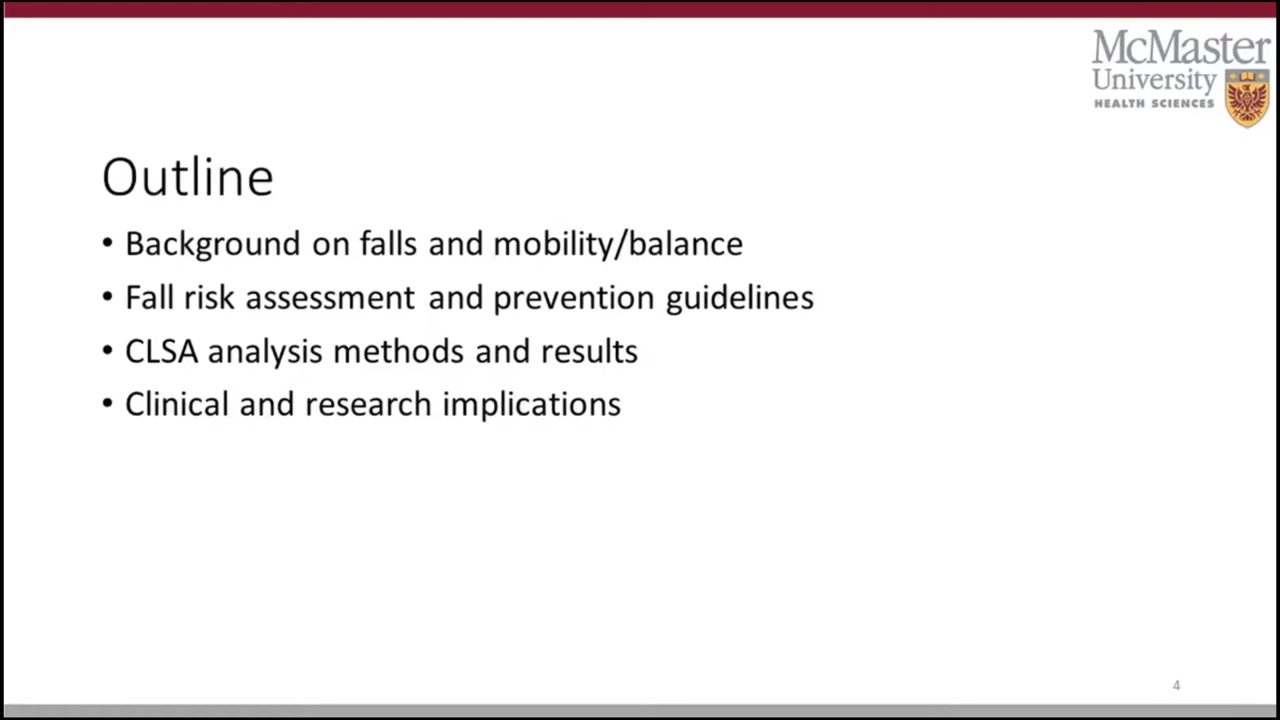 McMaster
University
HEALTH SCIENCES
Outline
• Background on falls and mobility/balance
• Fall risk assessment and prevention guidelines
• CLSA analysis methods and results
• Clinical and research implications
4